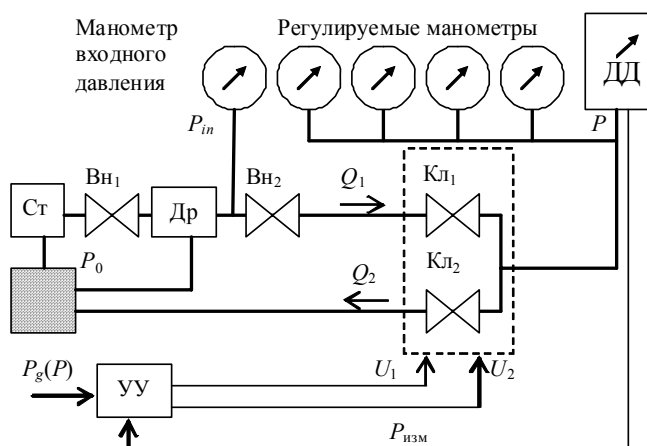 Манометр входного давления
Регулируемые манометры
ДД
P_in
P
Вн₁
Вн₂
Q₁
Кл₁
Ст
Др
P₀
Q₂
Кл₂
P_g(P)
УУ
U₁
U₂
P_изм